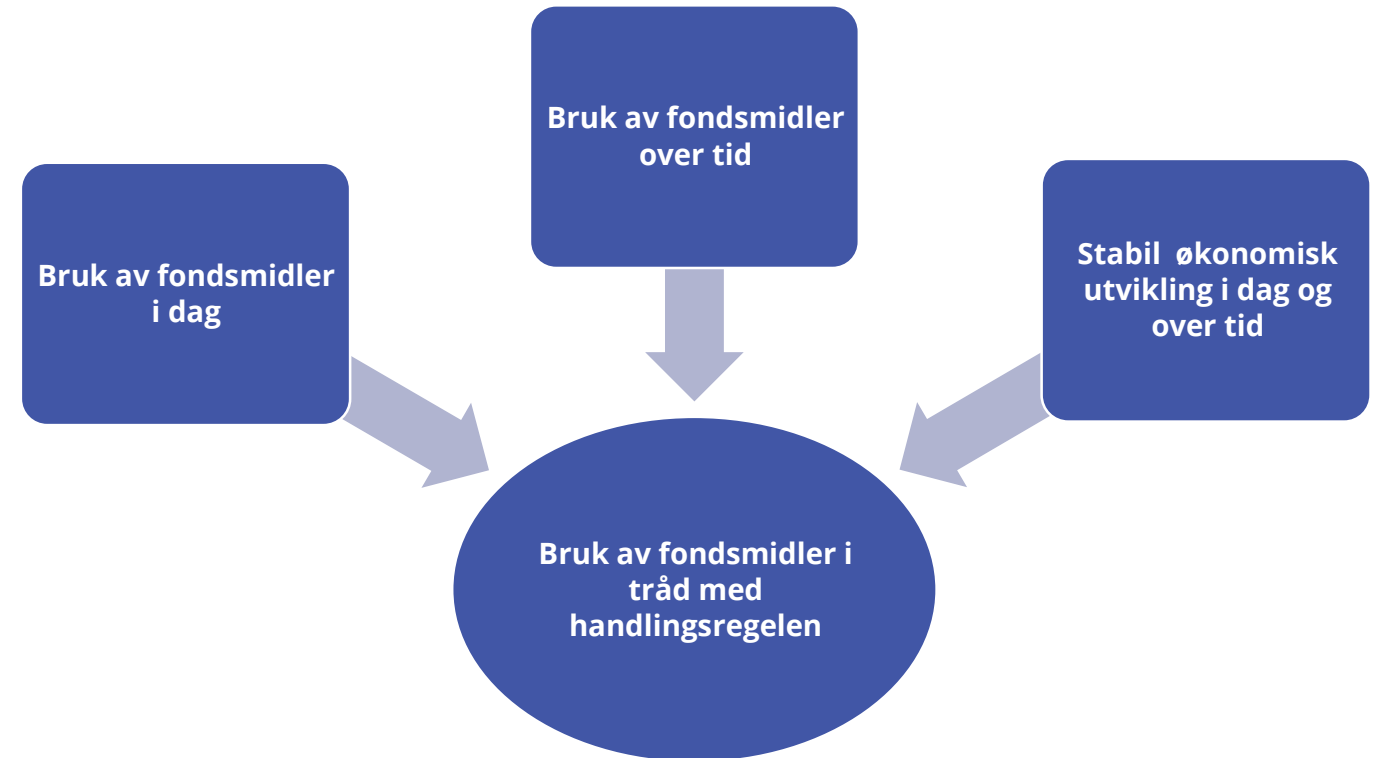 Bruk av fondsmidler
i dag
Bruk av fondsmidler
over tid
Stabil  økonomisk
utvikling i dag og
over tid
Bruk av fondsmidler i
tråd med
handlingsregelen